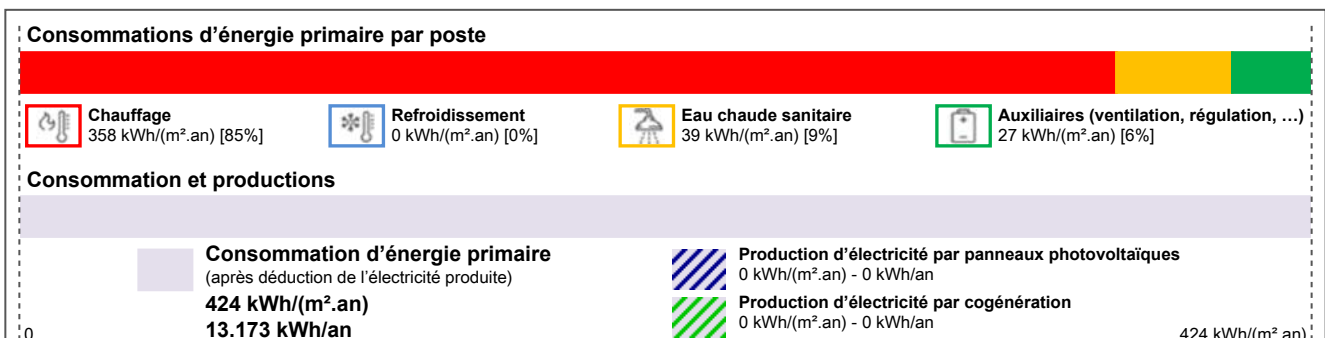 Consommations d’énergie primaire par poste
Chauffage
358 kWh/(m².an) [85%]
Refroidissement
0 kWh/(m².an) [0%]
Eau chaude sanitaire
39 kWh/(m².an) [9%]
Auxiliaires (ventilation, régulation, …)
27 kWh/(m².an) [6%]
Consommation et productions
Consommation d’énergie primaire
(après déduction de l’électricité produite)
424 kWh/(m².an)
13.173 kWh/an
Production d’électricité par panneaux photovoltaïques
0 kWh/(m².an) - 0 kWh/an
Production d’électricité par cogénération
0 kWh/(m².an) - 0 kWh/an
0
424 kWh/(m².an)